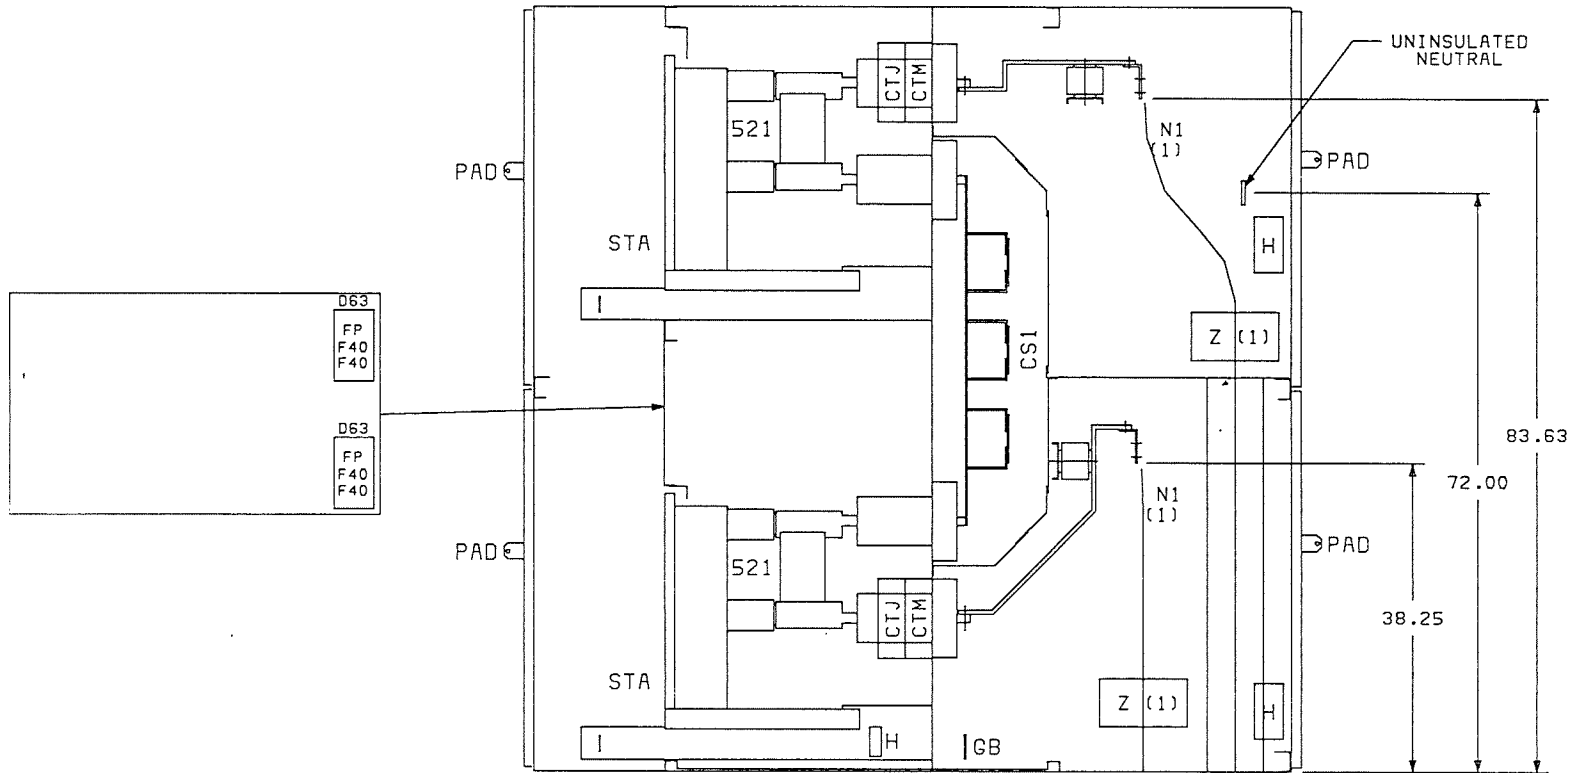 UNINSULATED
NEUTRAL
CTJ
CTM
521
N1
(1)
PAD
PAD
STA
H
I
D63
FP
F40
F40
Z (1)
CS1
D63
FP
F40
F40
83.63
72.00
N1
(1)
PAD
521
PAD
CTJ
CTM
38.25
STA
Z (1)
H
I
H
GB